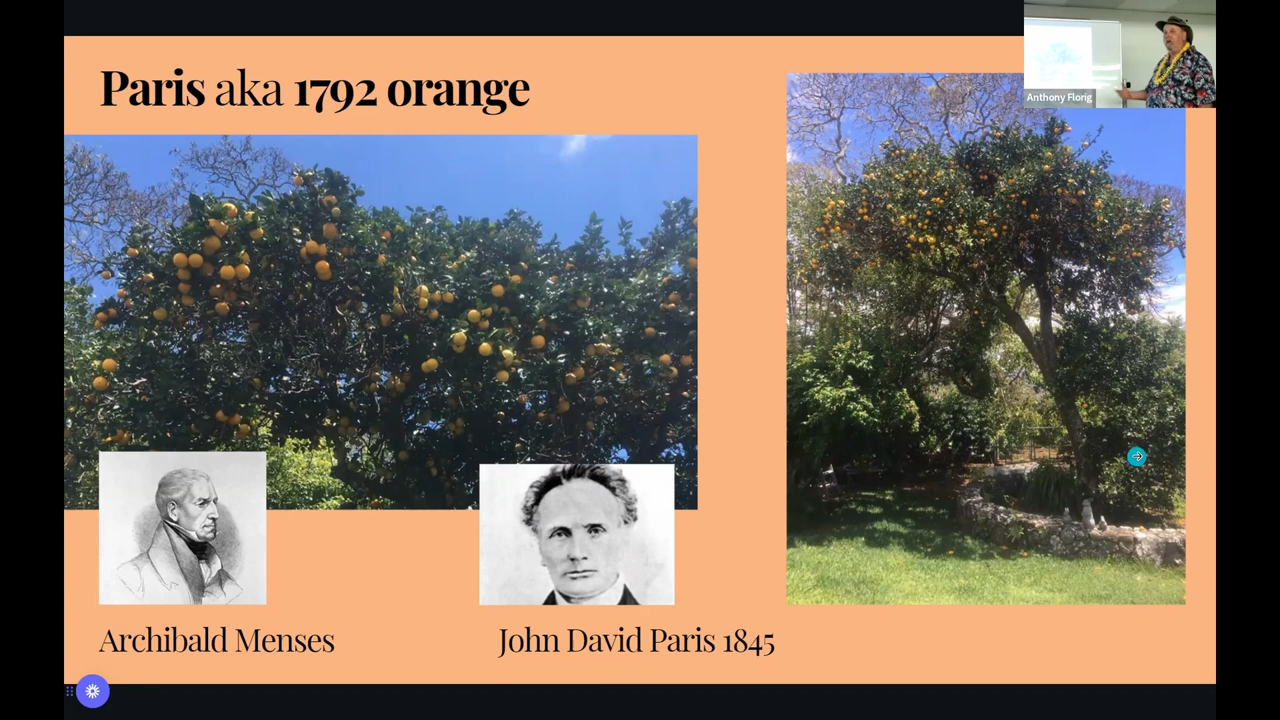 Paris aka 1792 orange
Anthony Florig
Archibald Menses
John David Paris 1845